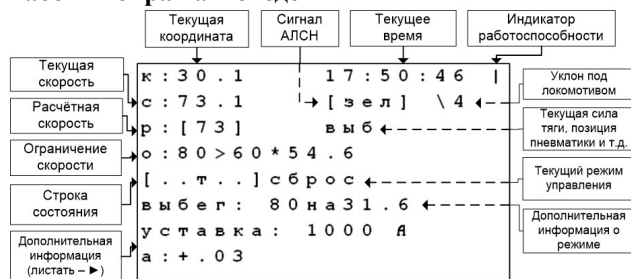 Текущая координата
Сигнал АЛСН
Текущее время
Индикатор работоспособности
Текущая скорость
Расчётная скорость
Ограничение скорости
Строка состояния
Дополнительная информация (листать – ►)
к:30.1 17:50:46 |
с:73.1 [зел] \4
р:[73] выб
о:80>60*54.6
[..т..]сброс
выбег: 80на31.6
уставка: 1000 А
а:+.03
Уклон под локомотивом
Текущая сила тяги, позиция пневматики и т.д.
Текущий режим управления
Дополнительная информация о режиме